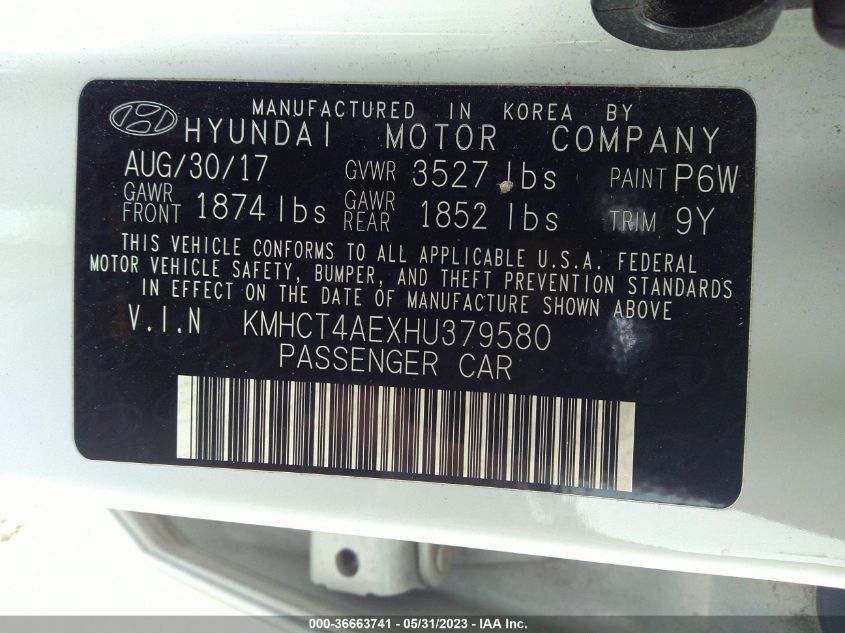 MANUFACTURED IN KOREA BY
HYUNDAI MOTOR COMPANY
AUG/30/17 GVWR 3527 lbs PAINT P6W
GAWR FRONT 1874 lbs GAWR REAR 1852 lbs TRIM 9Y
THIS VEHICLE CONFORMS TO ALL APPLICABLE U.S.A. FEDERAL
MOTOR VEHICLE SAFETY, BUMPER, AND THEFT PREVENTION STANDARDS
IN EFFECT ON THE DATE OF MANUFACTURE SHOWN ABOVE
V.I.N KMHCT4AEXHU379580
PASSENGER CAR
000-36663741 - 05/31/2023 - © IAA Inc.